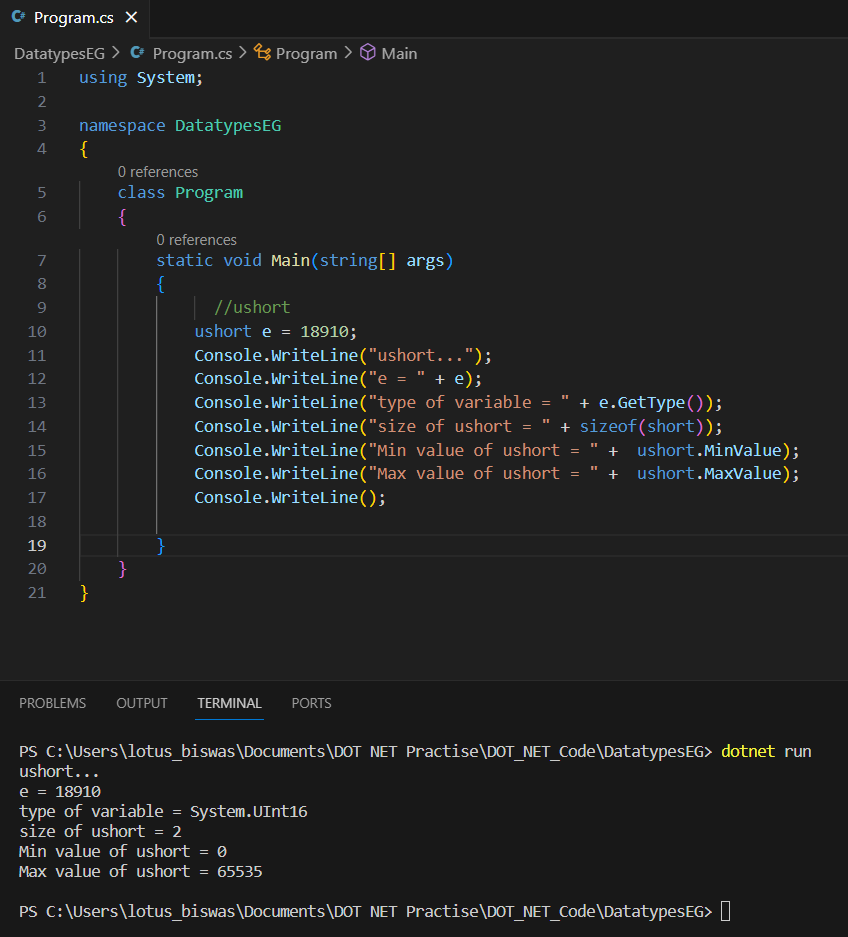 C# Program.cs ×
DatatypesEG > C# Program.cs > Program > Main
1 using System;
2
3 namespace DatatypesEG
4 {
0 references
5 class Program
6 {
0 references
7 static void Main(string[] args)
8 {
9 //ushort
10 ushort e = 18910;
11 Console.WriteLine("ushort...");
12 Console.WriteLine("e = " + e);
13 Console.WriteLine("type of variable = " + e.GetType());
14 Console.WriteLine("size of ushort = " + sizeof(short));
15 Console.WriteLine("Min value of ushort = " +  ushort.MinValue);
16 Console.WriteLine("Max value of ushort = " +  ushort.MaxValue);
17 Console.WriteLine();
18
19 }
20 }
21 }
PROBLEMS OUTPUT TERMINAL PORTS
PS C:\Users\lotus_biswas\Documents\DOT NET Practise\DOT_NET_Code\DatatypesEG> dotnet run
ushort...
e = 18910
type of variable = System.UInt16
size of ushort = 2
Min value of ushort = 0
Max value of ushort = 65535
PS C:\Users\lotus_biswas\Documents\DOT NET Practise\DOT_NET_Code\DatatypesEG>